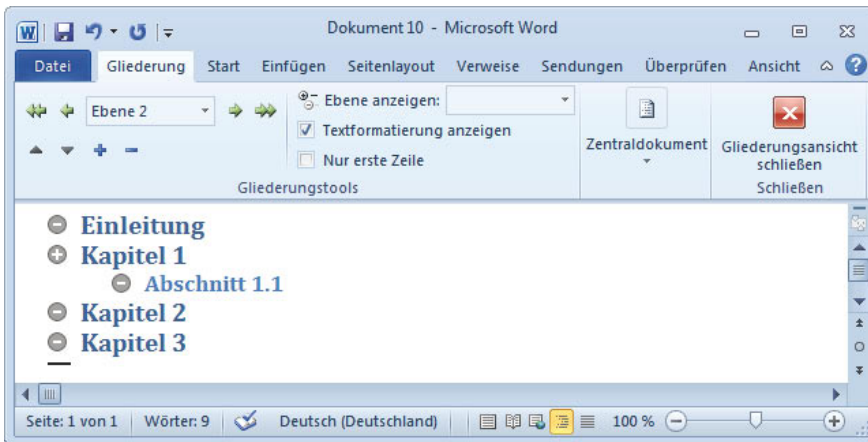 Dokument 10 - Microsoft Word
Datei Gliederung Start Einfügen Seitenlayout Verweise Sendungen Überprüfen Ansicht
Ebene 2
Ebene anzeigen:
Textformatierung anzeigen
Nur erste Zeile
Zentraldokument
Gliederungsansicht
schließen
Gliederungstools
Schließen
Einleitung
Kapitel 1
Abschnitt 1.1
Kapitel 2
Kapitel 3
Seite: 1 von 1 Wörter: 9 Deutsch (Deutschland) 100 %